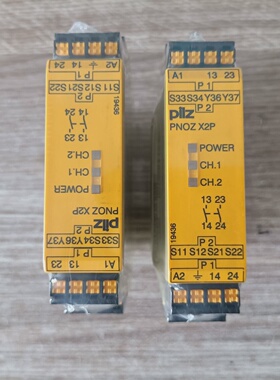 A2 14 24
P 1
S11 S12 S21 S22
P 2
19436
14 24
13 23
CH.2
CH.1
POWER
PNOZ X2P
pilz
P 2
S33 S34 Y36 Y37
P 1
13 23 A1
A1 13 23
P 1
S33 S34 Y36 Y37
P 2
pilz
PNOZ X2P
POWER
CH.1
CH.2
13 23
14 24
19436
P 2
S11 S12 S21 S22
P 1
A2 14 24